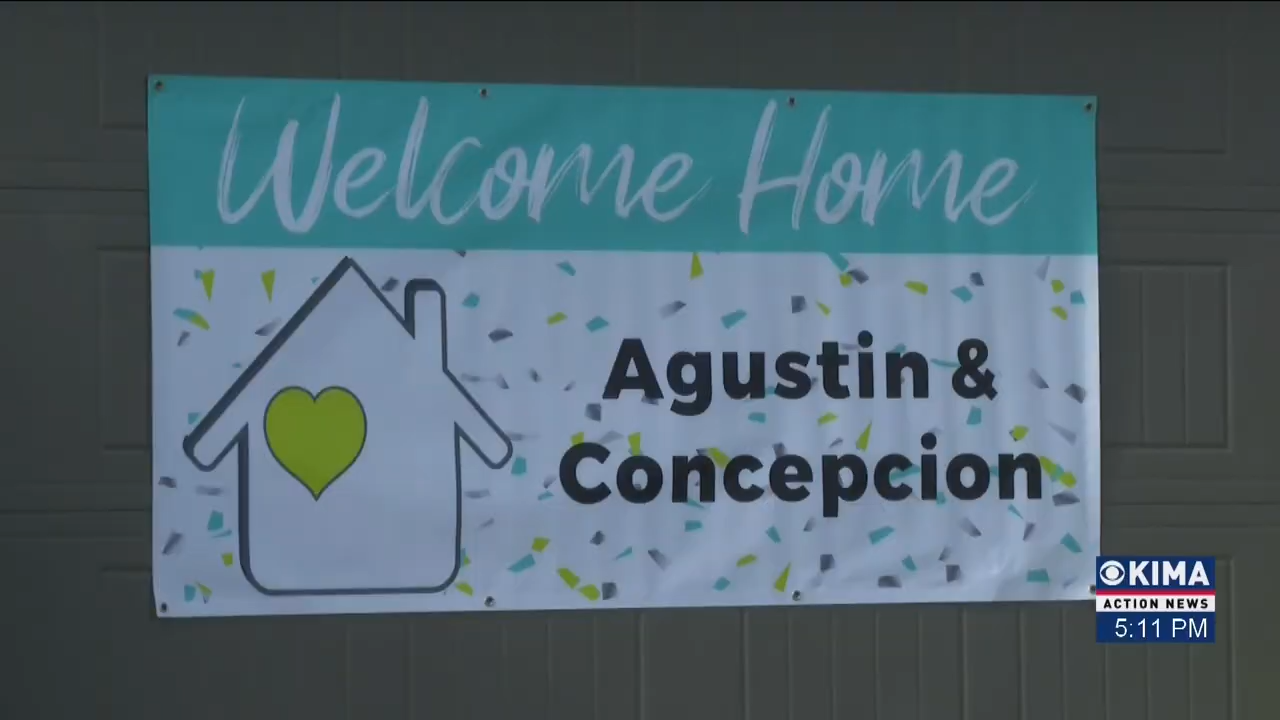 Welcome Home
Agustin &
Concepcion
KIMA
ACTION NEWS
5:11 PM